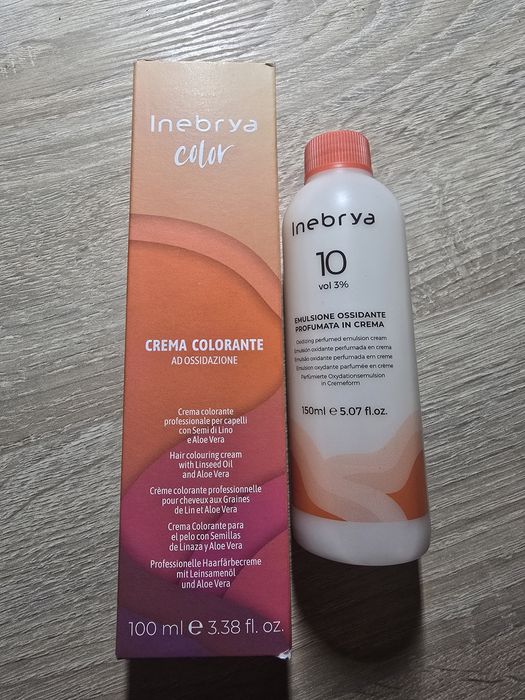 Inebrya
color
CREMA COLORANTE
AD OSSIDAZIONE
Crema colorante
professionale per capelli
con Semi di Lino
e Aloe Vera
Hair colouring cream
with Linseed Oil
and Aloe Vera
Crème colorante professionnelle
pour cheveux aux Graines
de Lin et Aloe Vera
Crema Colorante para
el pelo con Semillas
de Linaza y Aloe Vera
Professionelle Haarfärbecreme
mit Leinsamenöl
und Aloe Vera
100 ml ℮ 3.38 fl. oz.
Inebrya
10
vol 3%
EMULSIONE OSSIDANTE
PROFUMATA IN CREMA
Oxidizing perfumed emulsion cream
Emulsión oxidante perfumada en crema
Emulsão oxidante perfumada em creme
Emulsion oxydante parfumée en crème
Perfümierte Oxydationsemulsion
in Cremeform
150ml ℮ 5.07 fl.oz.